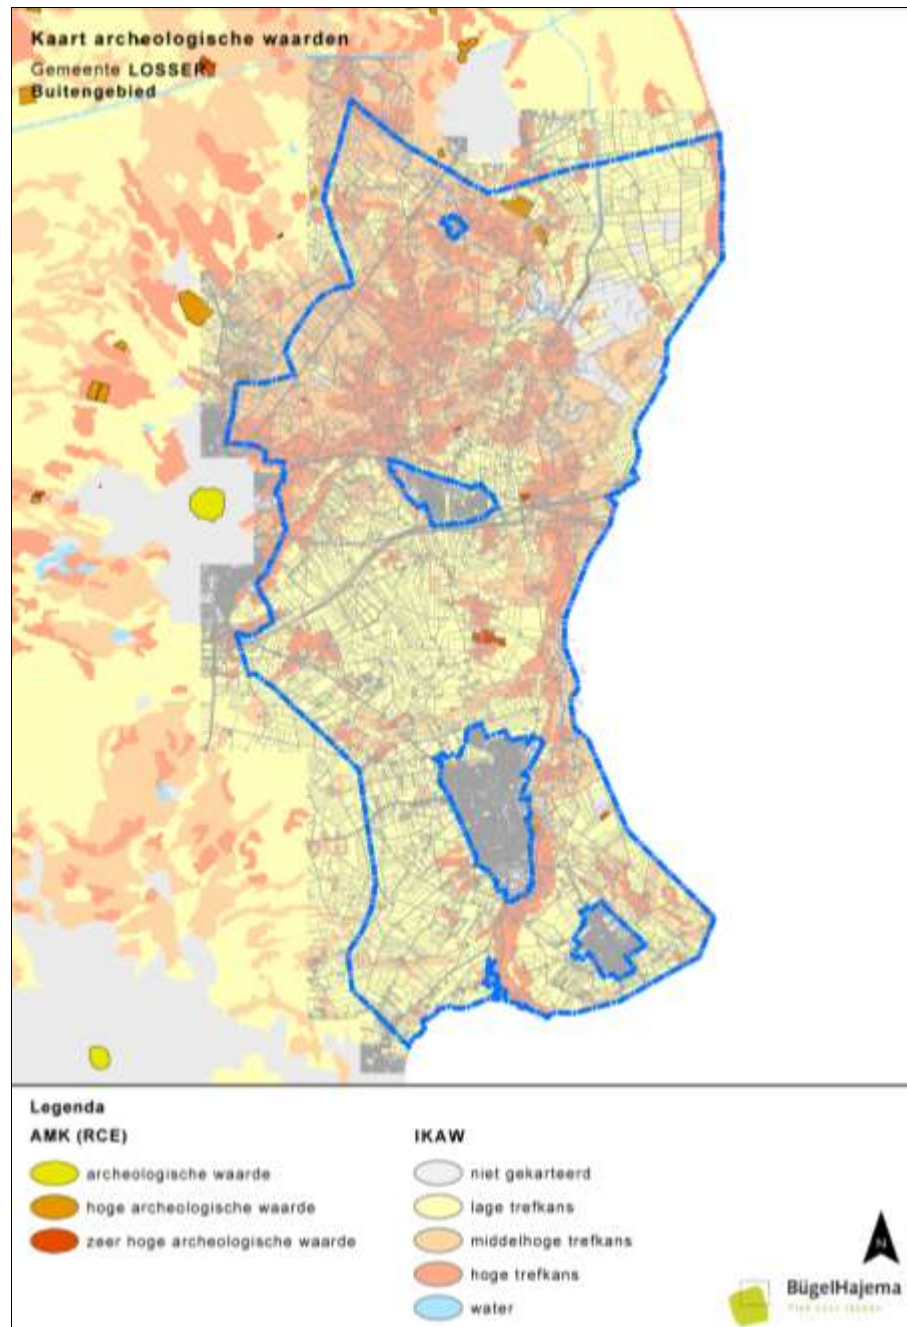 Kaart archeologische waarden
Gemeente LOSSER
Buitengebied
Legenda
AMK (RCE)
archeologische waarde
hoge archeologische waarde
zeer hoge archeologische waarde
IKAW
niet gekarteerd
lage trefkans
middelhoge trefkans
hoge trefkans
water
N
BügelHajema